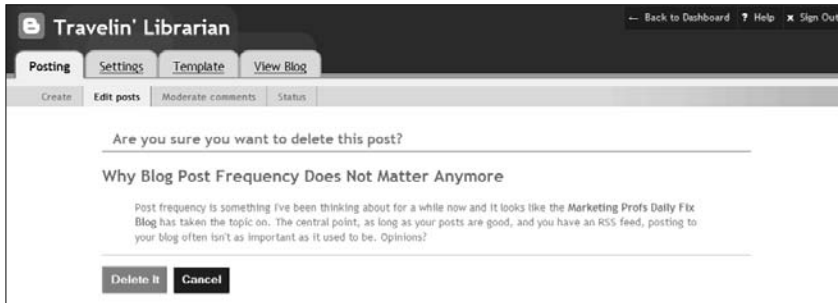 ← Back to Dashboard ? Help x Sign Out
Travelin' Librarian
Posting Settings Template View Blog
Create Edit posts Moderate comments Status
Are you sure you want to delete this post?
Why Blog Post Frequency Does Not Matter Anymore
Post frequency is something I've been thinking about for a while now and it looks like the Marketing Profs Daily Fix
Blog has taken the topic on. The central point, as long as your posts are good, and you have an RSS feed, posting to
your blog often isn't as important as it used to be. Opinions?
Delete It Cancel